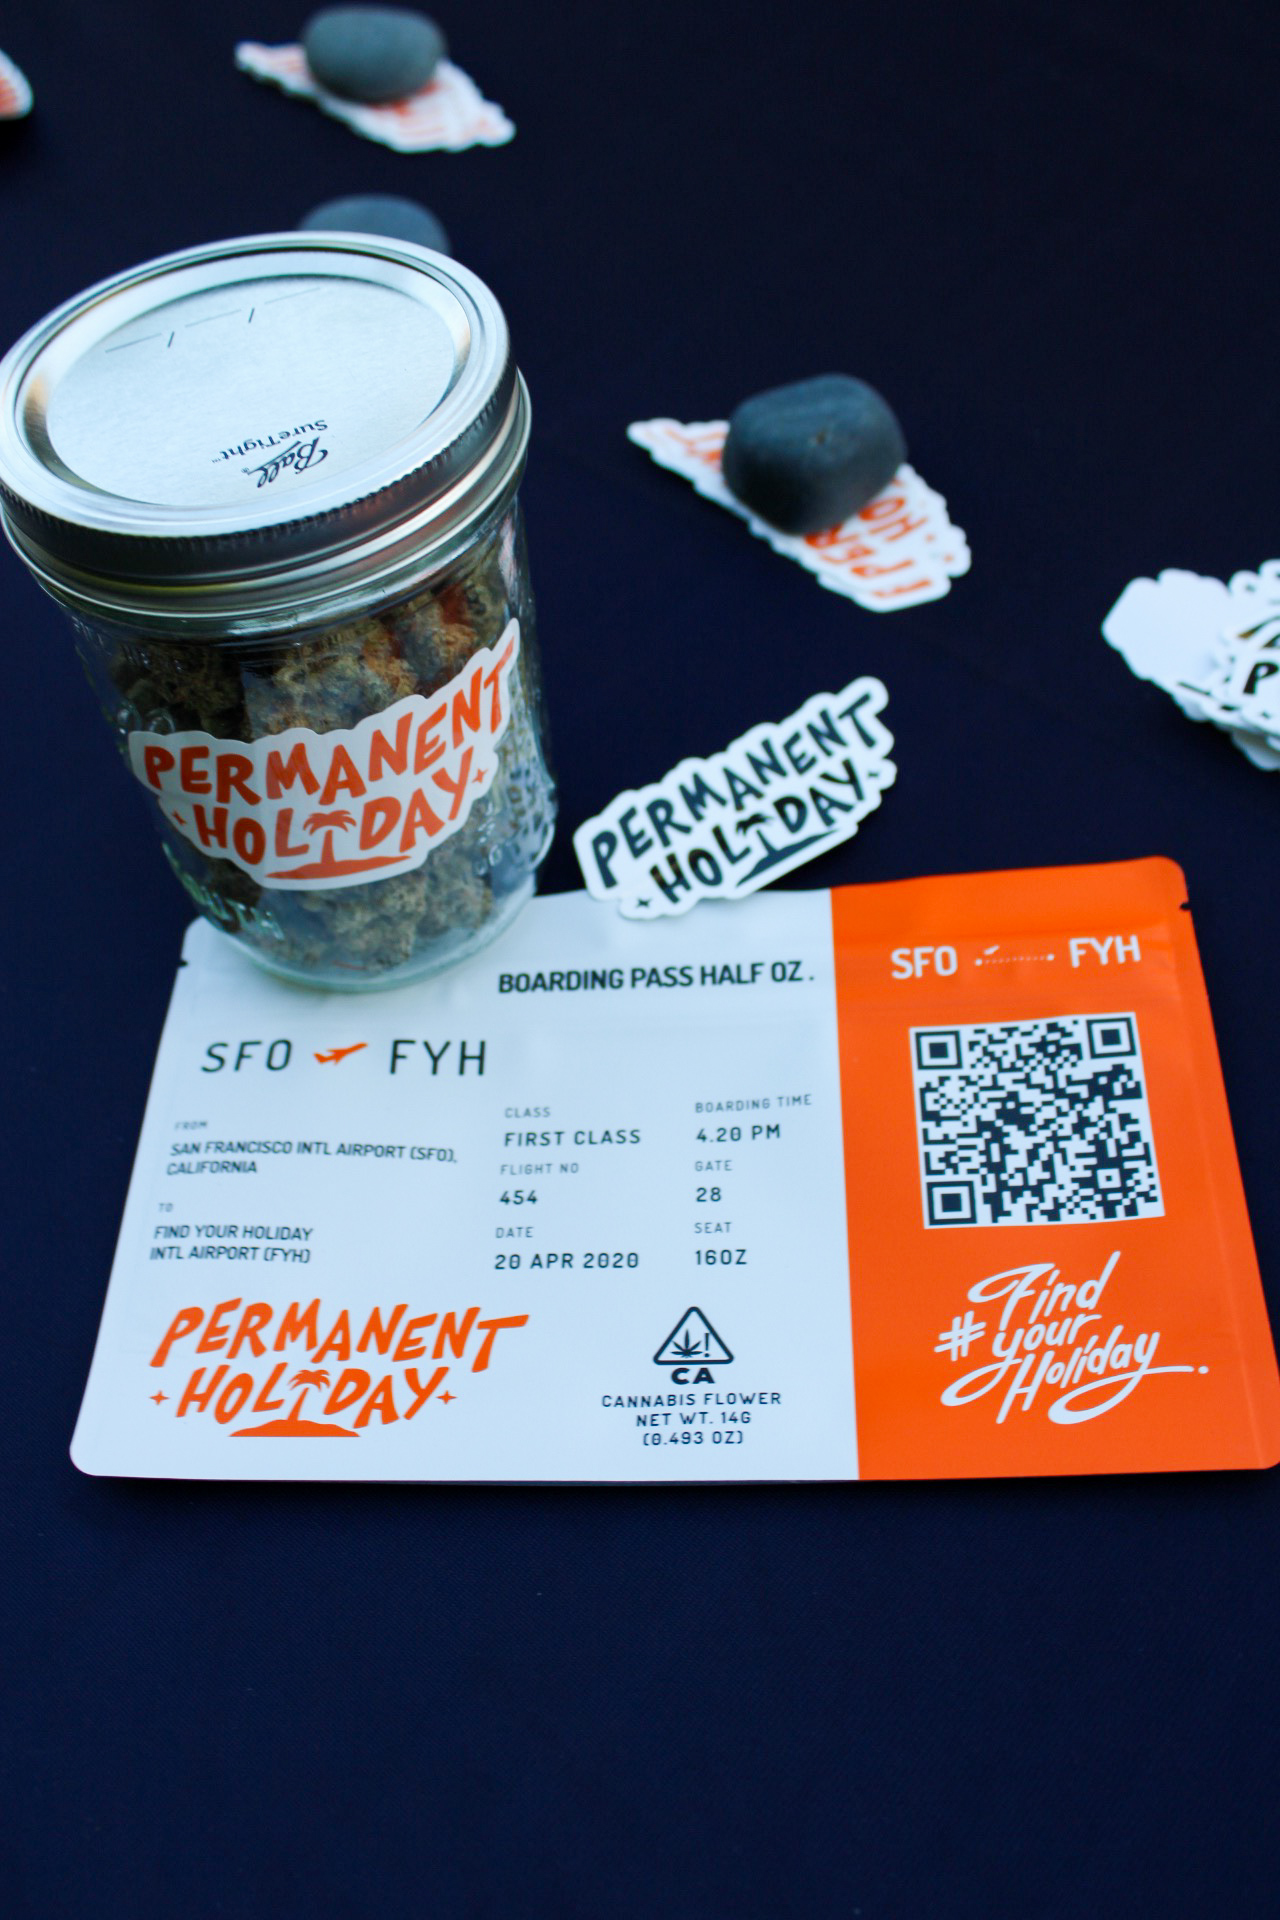 Ball
SureTight™
PERMANENT
HOLIDAY
PERMANENT
HOLIDAY
BOARDING PASS HALF OZ.
SFO FYH
FROM
SAN FRANCISCO INTL AIRPORT (SFO),
CALIFORNIA
TO
FIND YOUR HOLIDAY
INTL AIRPORT (FYH)
CLASS
FIRST CLASS
FLIGHT NO
454
DATE
20 APR 2020
BOARDING TIME
4.20 PM
GATE
28
SEAT
16OZ
PERMANENT
HOLIDAY
CA
CANNABIS FLOWER
NET WT. 14G
(0.493 OZ)
SFO FYH
#Find
your
Holiday